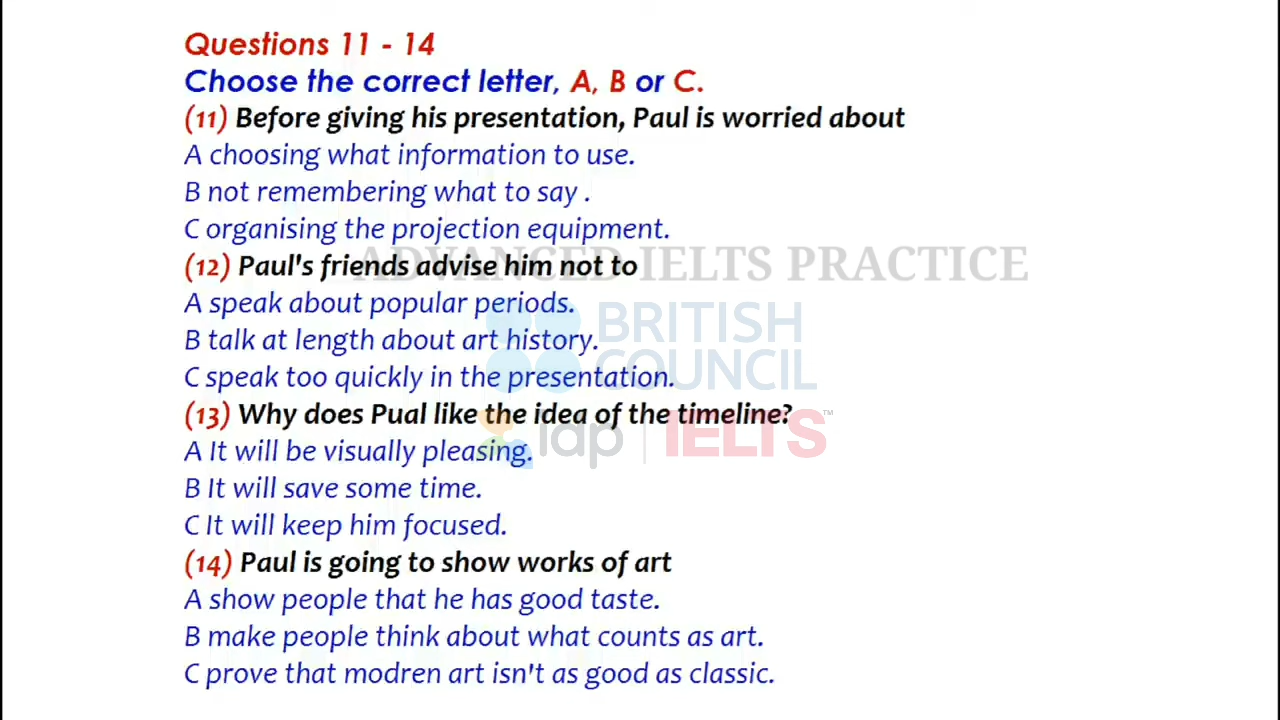 Questions 11 - 14
Choose the correct letter, A, B or C.
(11) Before giving his presentation, Paul is worried about
A choosing what information to use.
B not remembering what to say .
C organising the projection equipment.
ADVANCED IELTS PRACTICE
(12) Paul's friends advise him not to
A speak about popular periods.
B talk at length about art history.
C speak too quickly in the presentation.
BRITISH
COUNCIL
(13) Why does Pual like the idea of the timeline?
idp | IELTS™
A It will be visually pleasing.
B It will save some time.
C It will keep him focused.
(14) Paul is going to show works of art
A show people that he has good taste.
B make people think about what counts as art.
C prove that modren art isn't as good as classic.